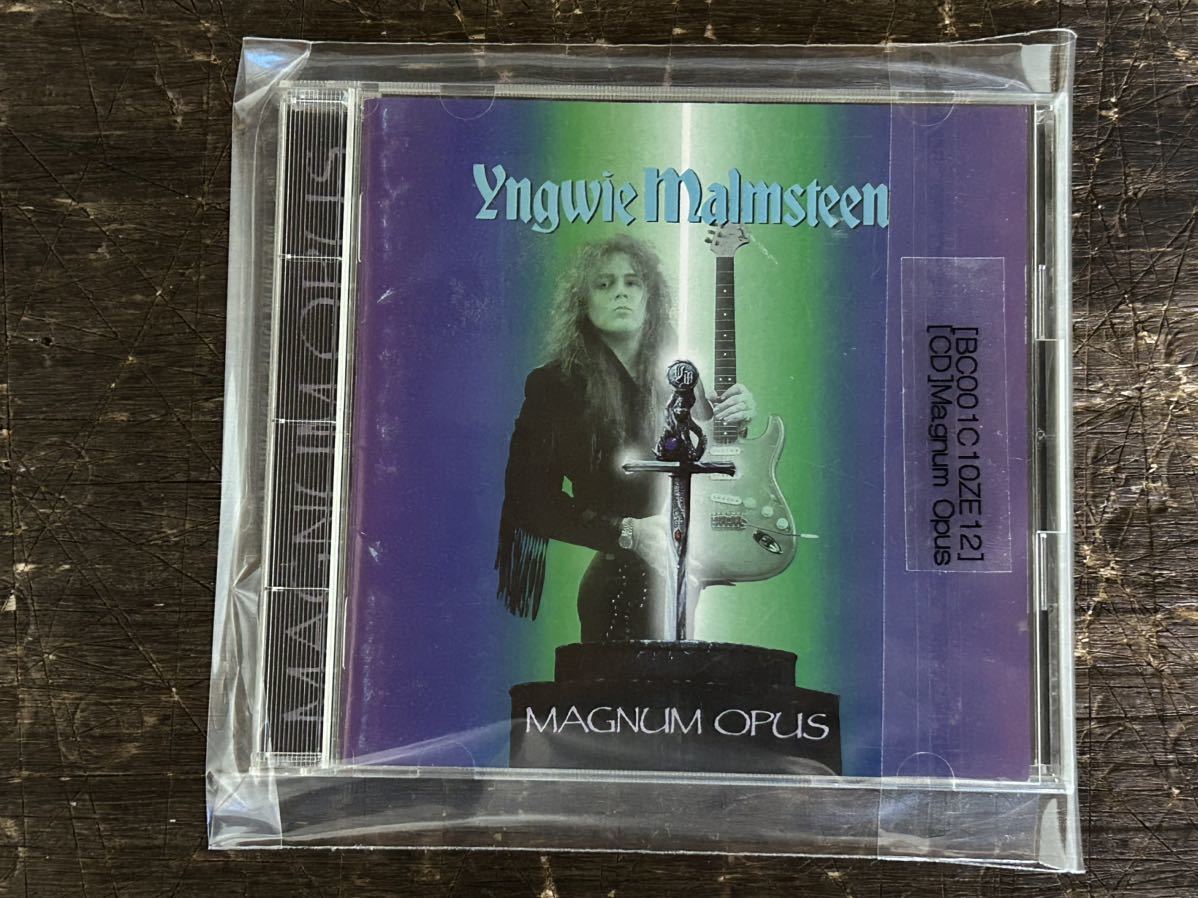 Yngwie Malmsteen
MAGNUM OPUS
MAGNUM OPUS
[BC001C10ZE12]
[CD]Magnum Opus